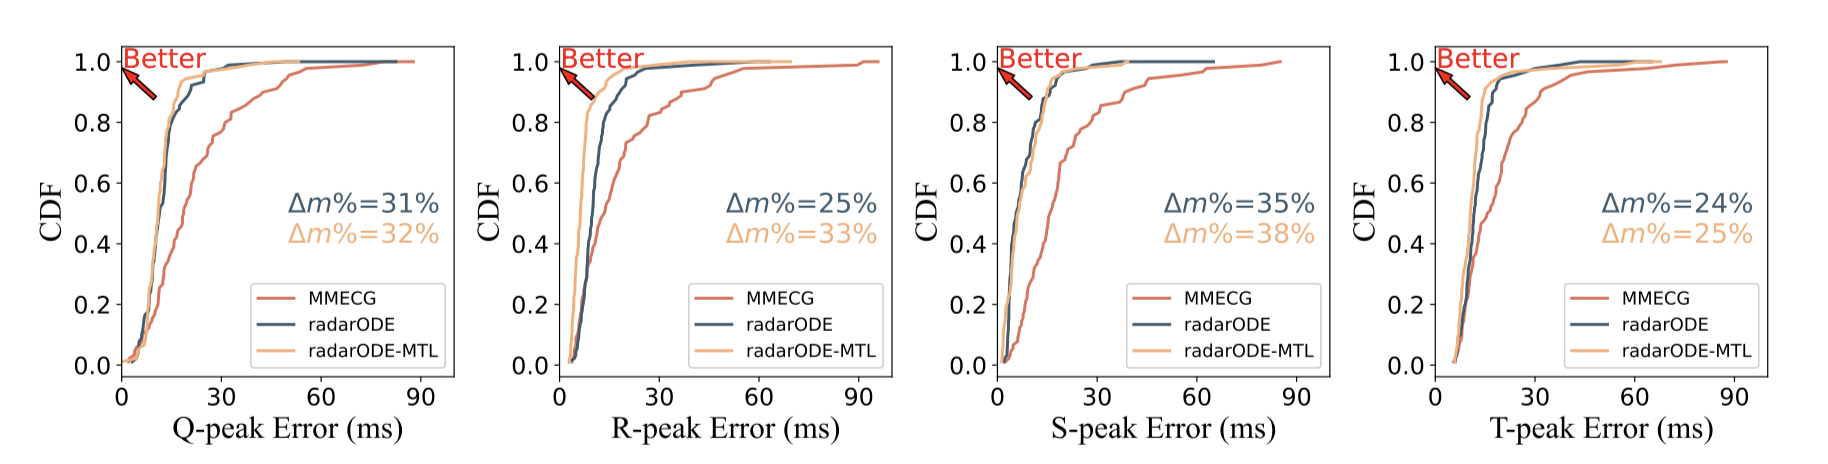 Better
1.0
0.8
0.6
0.4
0.2
0.0
CDF
Δm%=31%
Δm%=32%
MMECG
radarODE
radarODE-MTL
0 30 60 90
Q-peak Error (ms)
Better
1.0
0.8
0.6
0.4
0.2
0.0
CDF
Δm%=25%
Δm%=33%
MMECG
radarODE
radarODE-MTL
0 30 60 90
R-peak Error (ms)
Better
1.0
0.8
0.6
0.4
0.2
0.0
CDF
Δm%=35%
Δm%=38%
MMECG
radarODE
radarODE-MTL
0 30 60 90
S-peak Error (ms)
Better
1.0
0.8
0.6
0.4
0.2
0.0
CDF
Δm%=24%
Δm%=25%
MMECG
radarODE
radarODE-MTL
0 30 60 90
T-peak Error (ms)